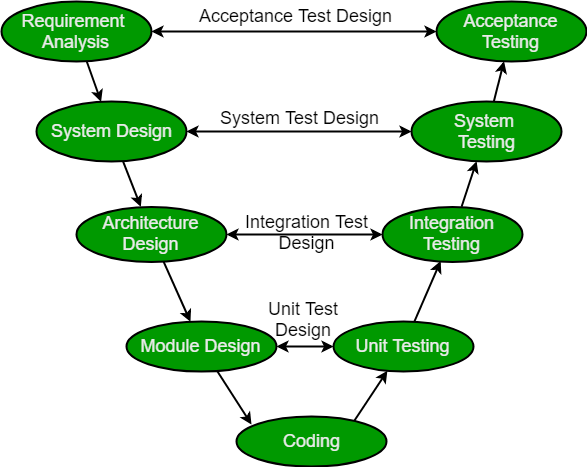 Requirement
Analysis
Acceptance Test Design
Acceptance
Testing
System Design
System Test Design
System
Testing
Architecture
Design
Integration Test
Design
Integration
Testing
Module Design
Unit Test
Design
Unit Testing
Coding